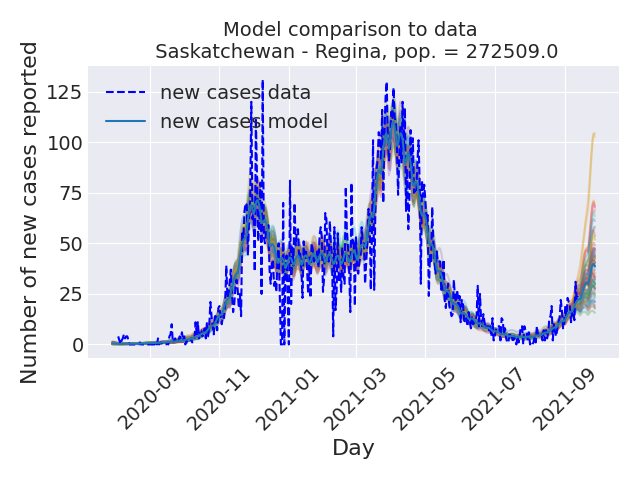 Model comparison to data
Saskatchewan - Regina, pop. = 272509.0
Number of new cases reported
125
100
75
50
25
0
new cases data
new cases model
2020-09
2020-11
2021-01
2021-03
2021-05
2021-07
2021-09
Day